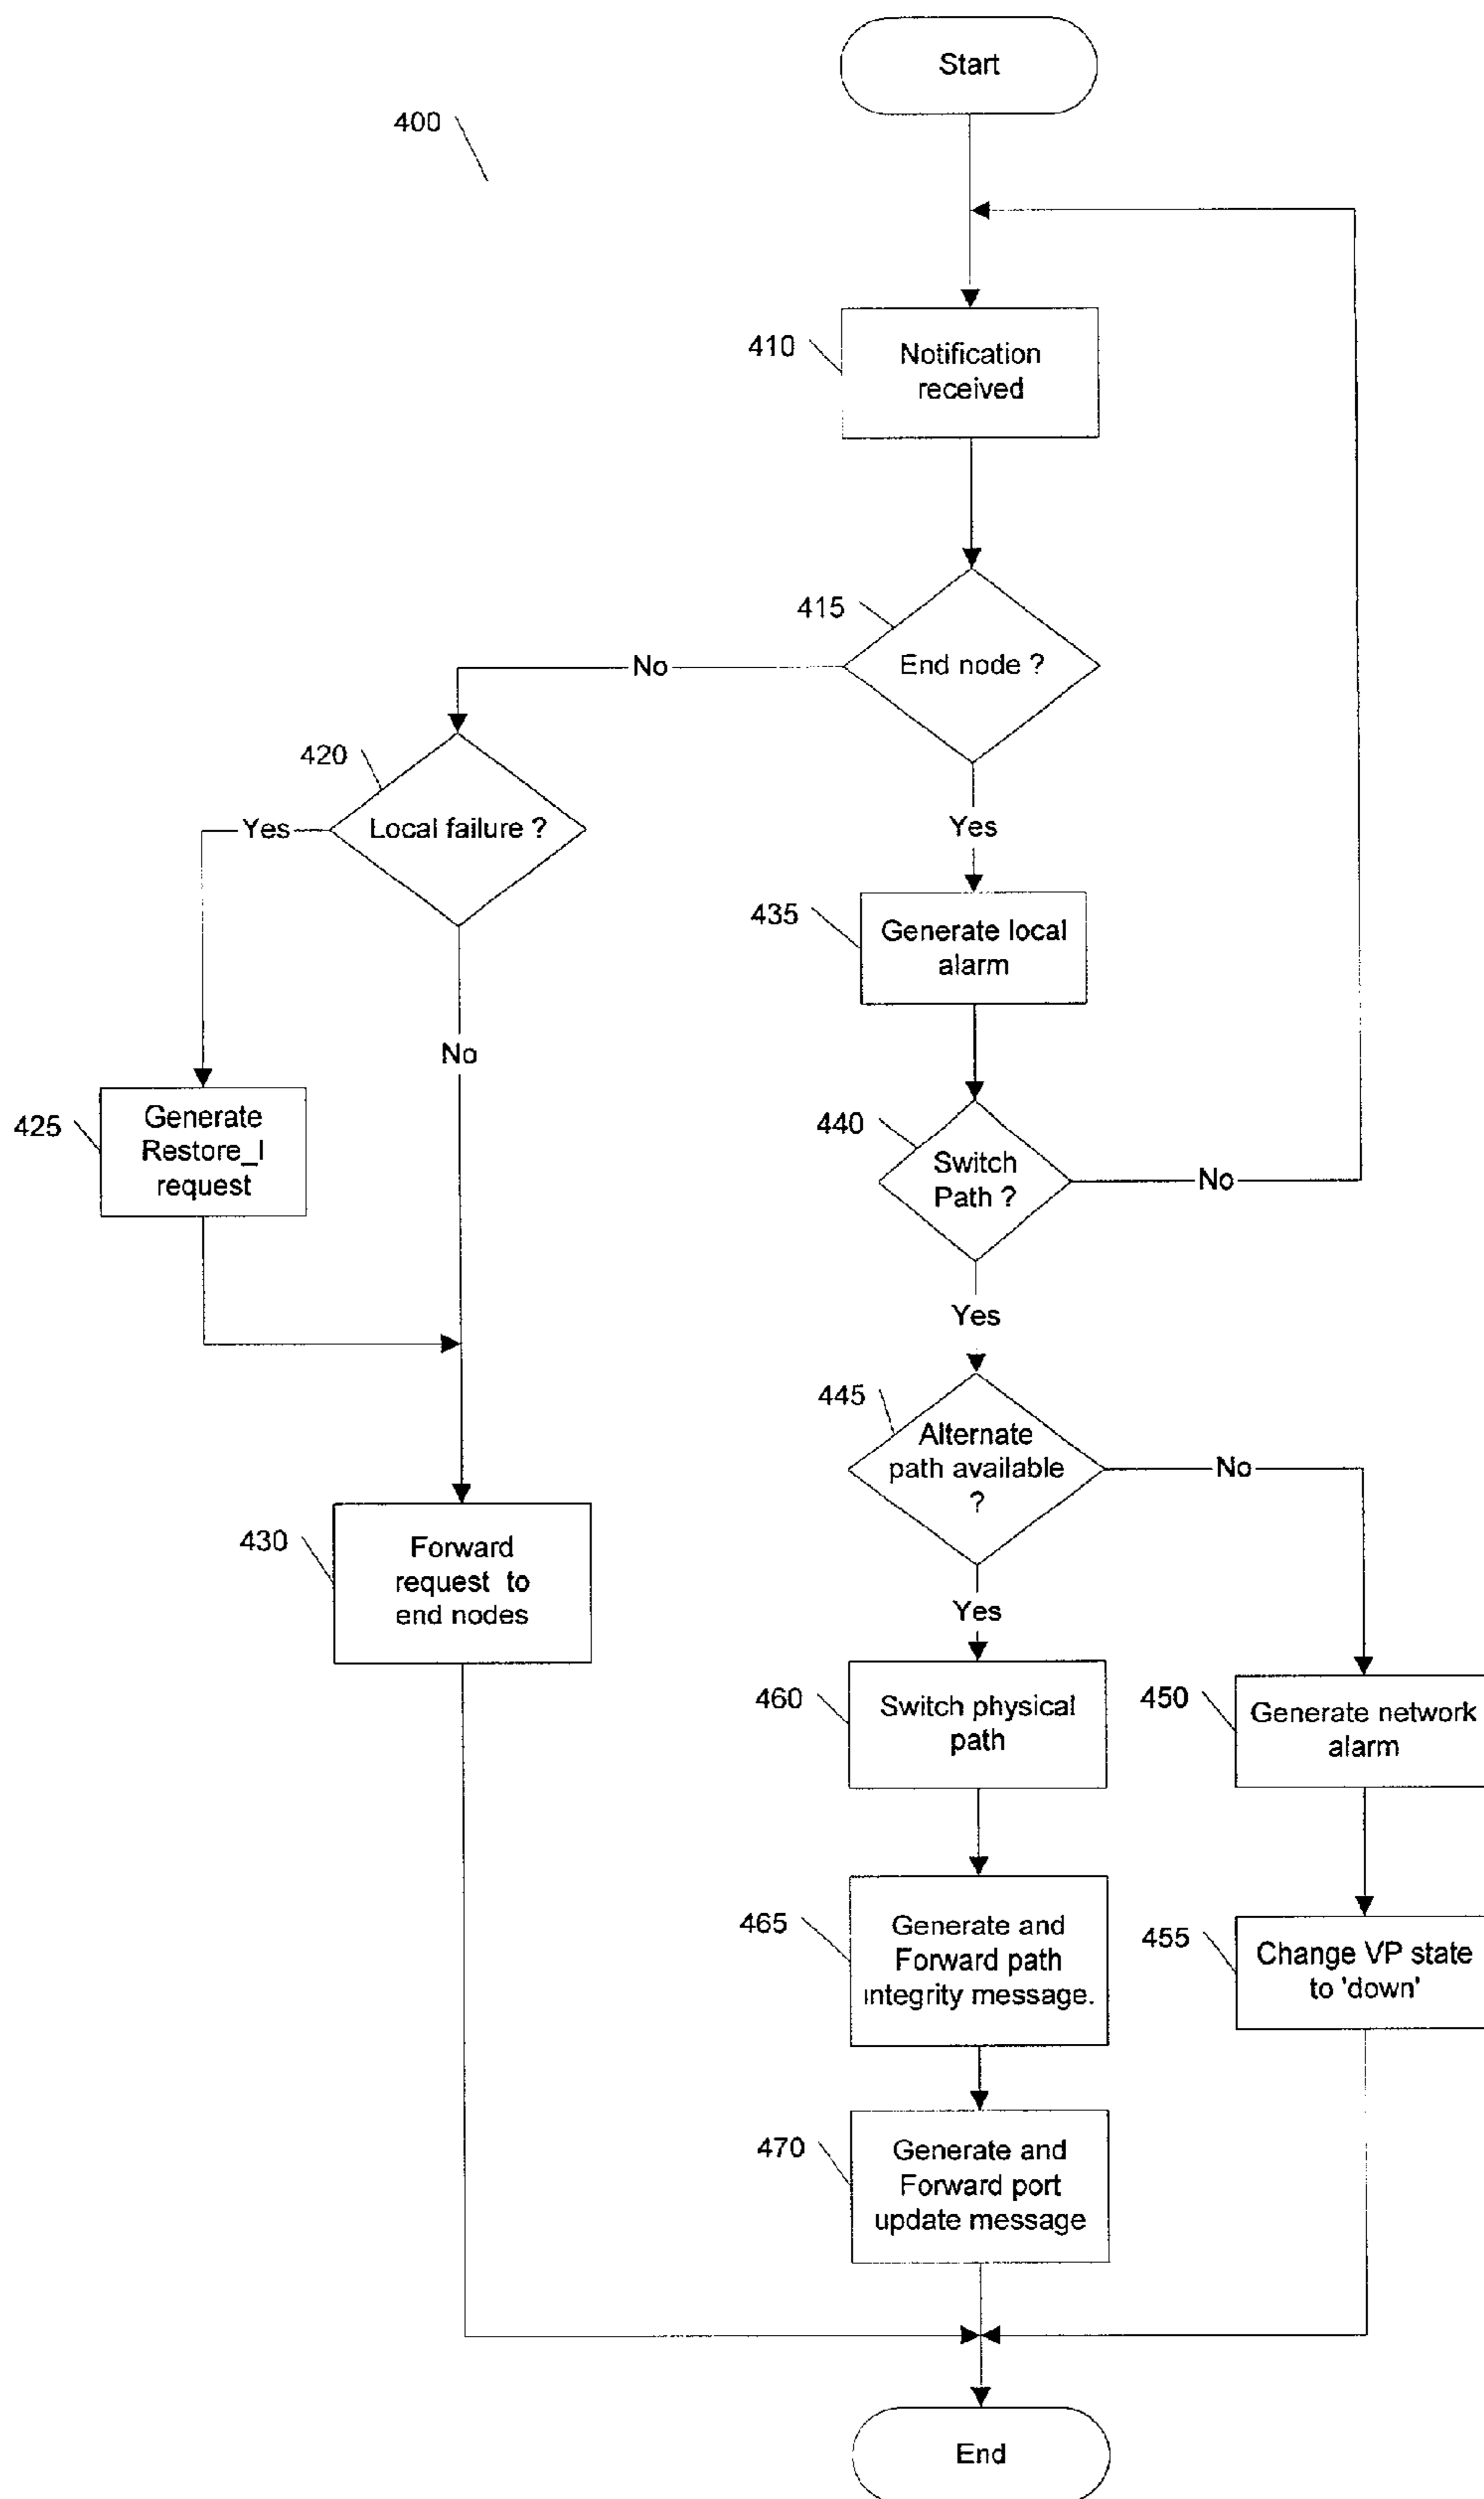 Start
400
410
Notification
received
415
End node ?
No
420
Local failure ?
Yes
Yes
435
Generate local
alarm
No
425
Generate
Restore_I
request
440
Switch
Path ?
No
Yes
445
Alternate
path available
?
No
430
Forward
request to
end nodes
Yes
460
Switch physical
path
450
Generate network
alarm
465
Generate and
Forward path
integrity message.
455
Change VP state
to 'down'
470
Generate and
Forward port
update message
End